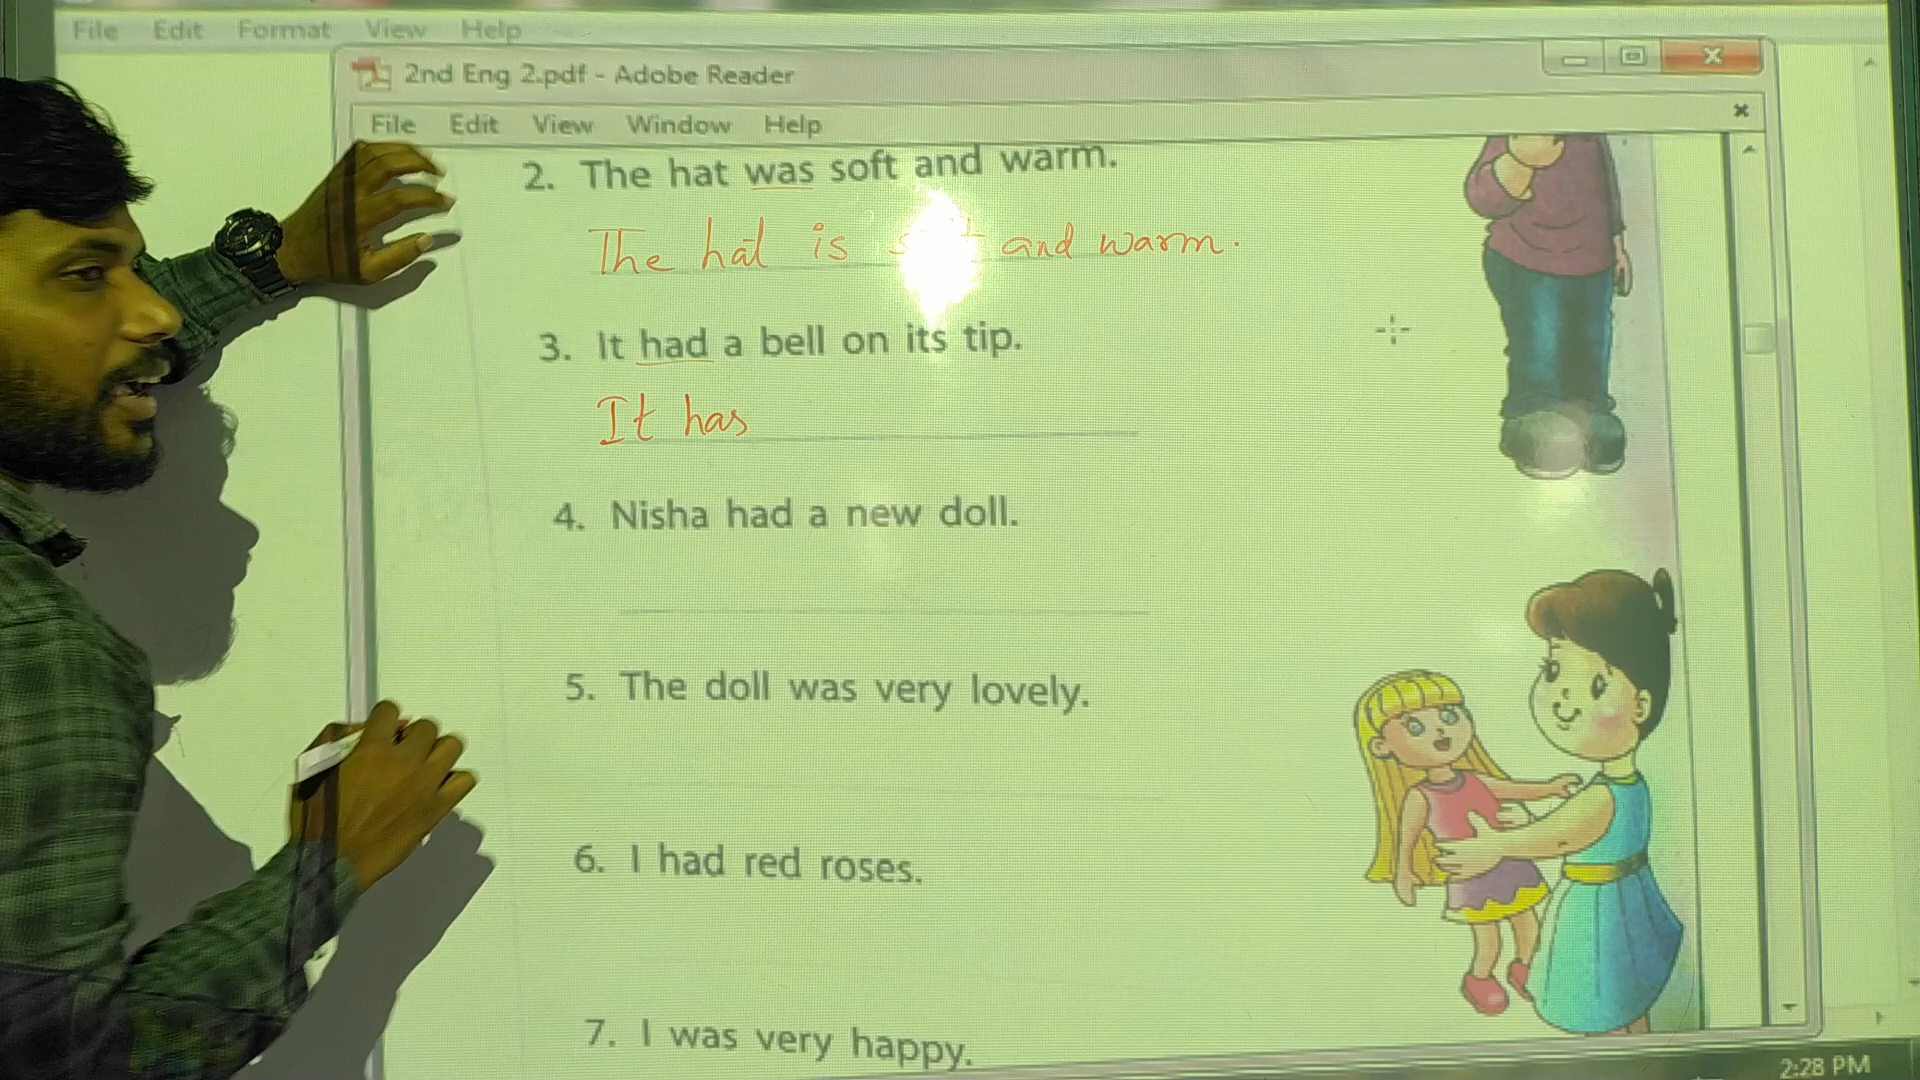 File Edit Format View Help
2nd Eng 2.pdf - Adobe Reader
File Edit View Window Help
2. The hat was soft and warm.
The hat is and warm.
3. It had a bell on its tip.
It has
4. Nisha had a new doll.
5. The doll was very lovely.
6. I had red roses.
7. I was very happy.
2:28 PM